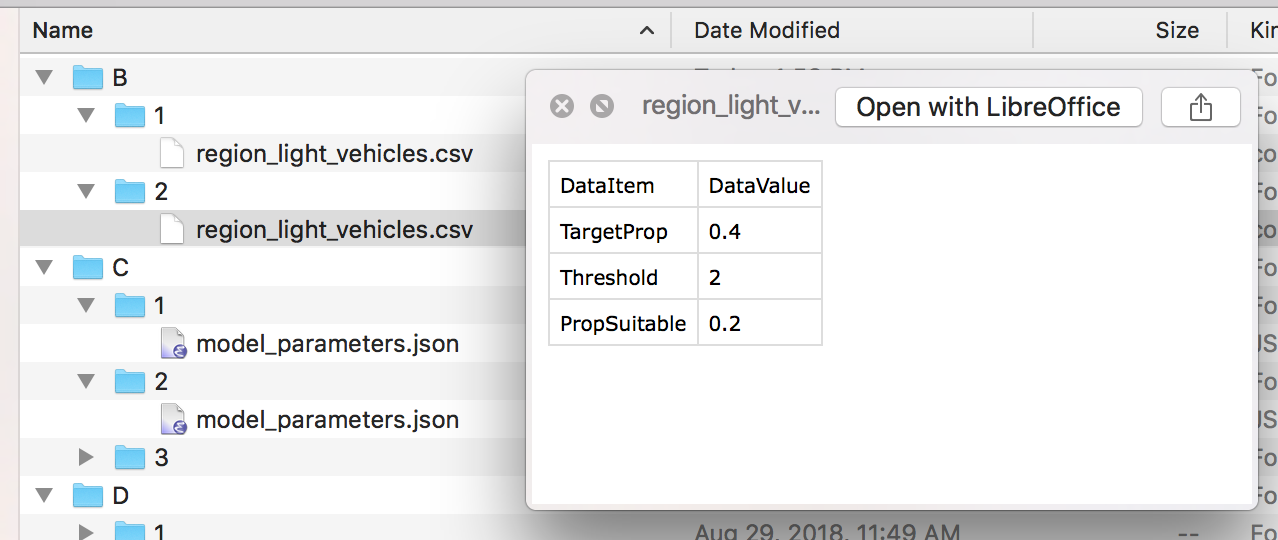 Name
Date Modified
Size
B
1
region_light_vehicles.csv
2
region_light_vehicles.csv
C
1
model_parameters.json
2
model_parameters.json
3
D
1
Aug 29, 2018, 11:49 AM
--
region_light_v...
Open with LibreOffice
DataItem DataValue
TargetProp 0.4
Threshold 2
PropSuitable 0.2